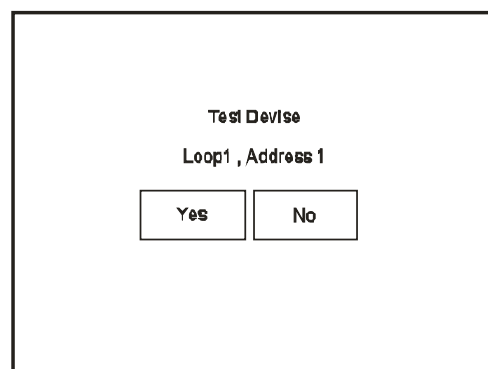 Test Devise
Loop1 , Address 1
Yes No